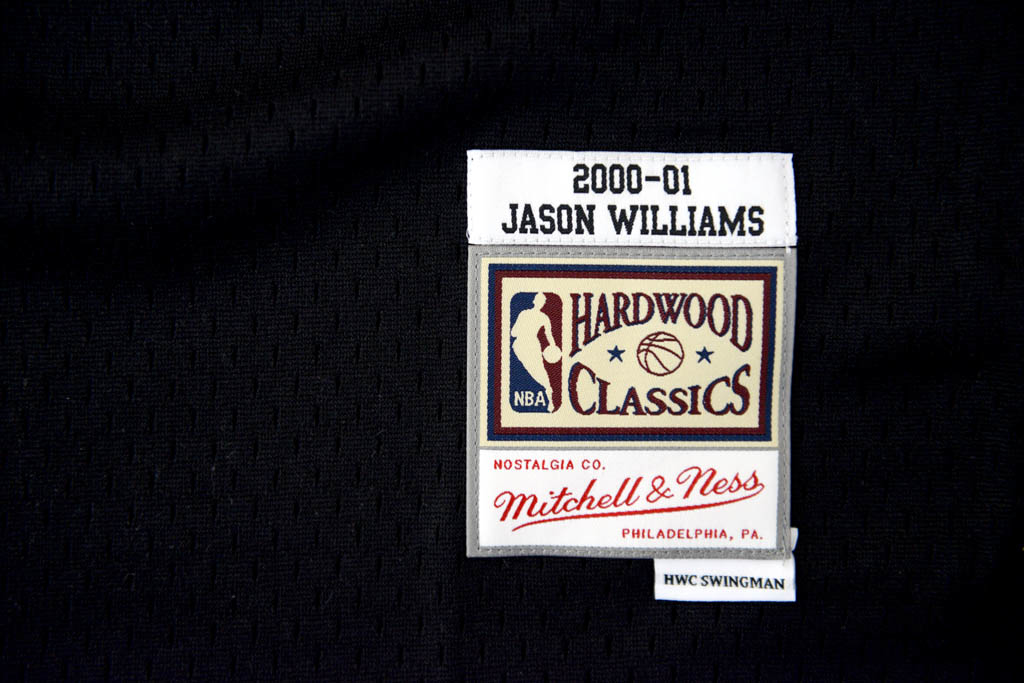 2000-01
JASON WILLIAMS
HARDWOOD
CLASSICS
NBA
NOSTALGIA CO.
Mitchell & Ness
PHILADELPHIA, PA.
HWC SWINGMAN